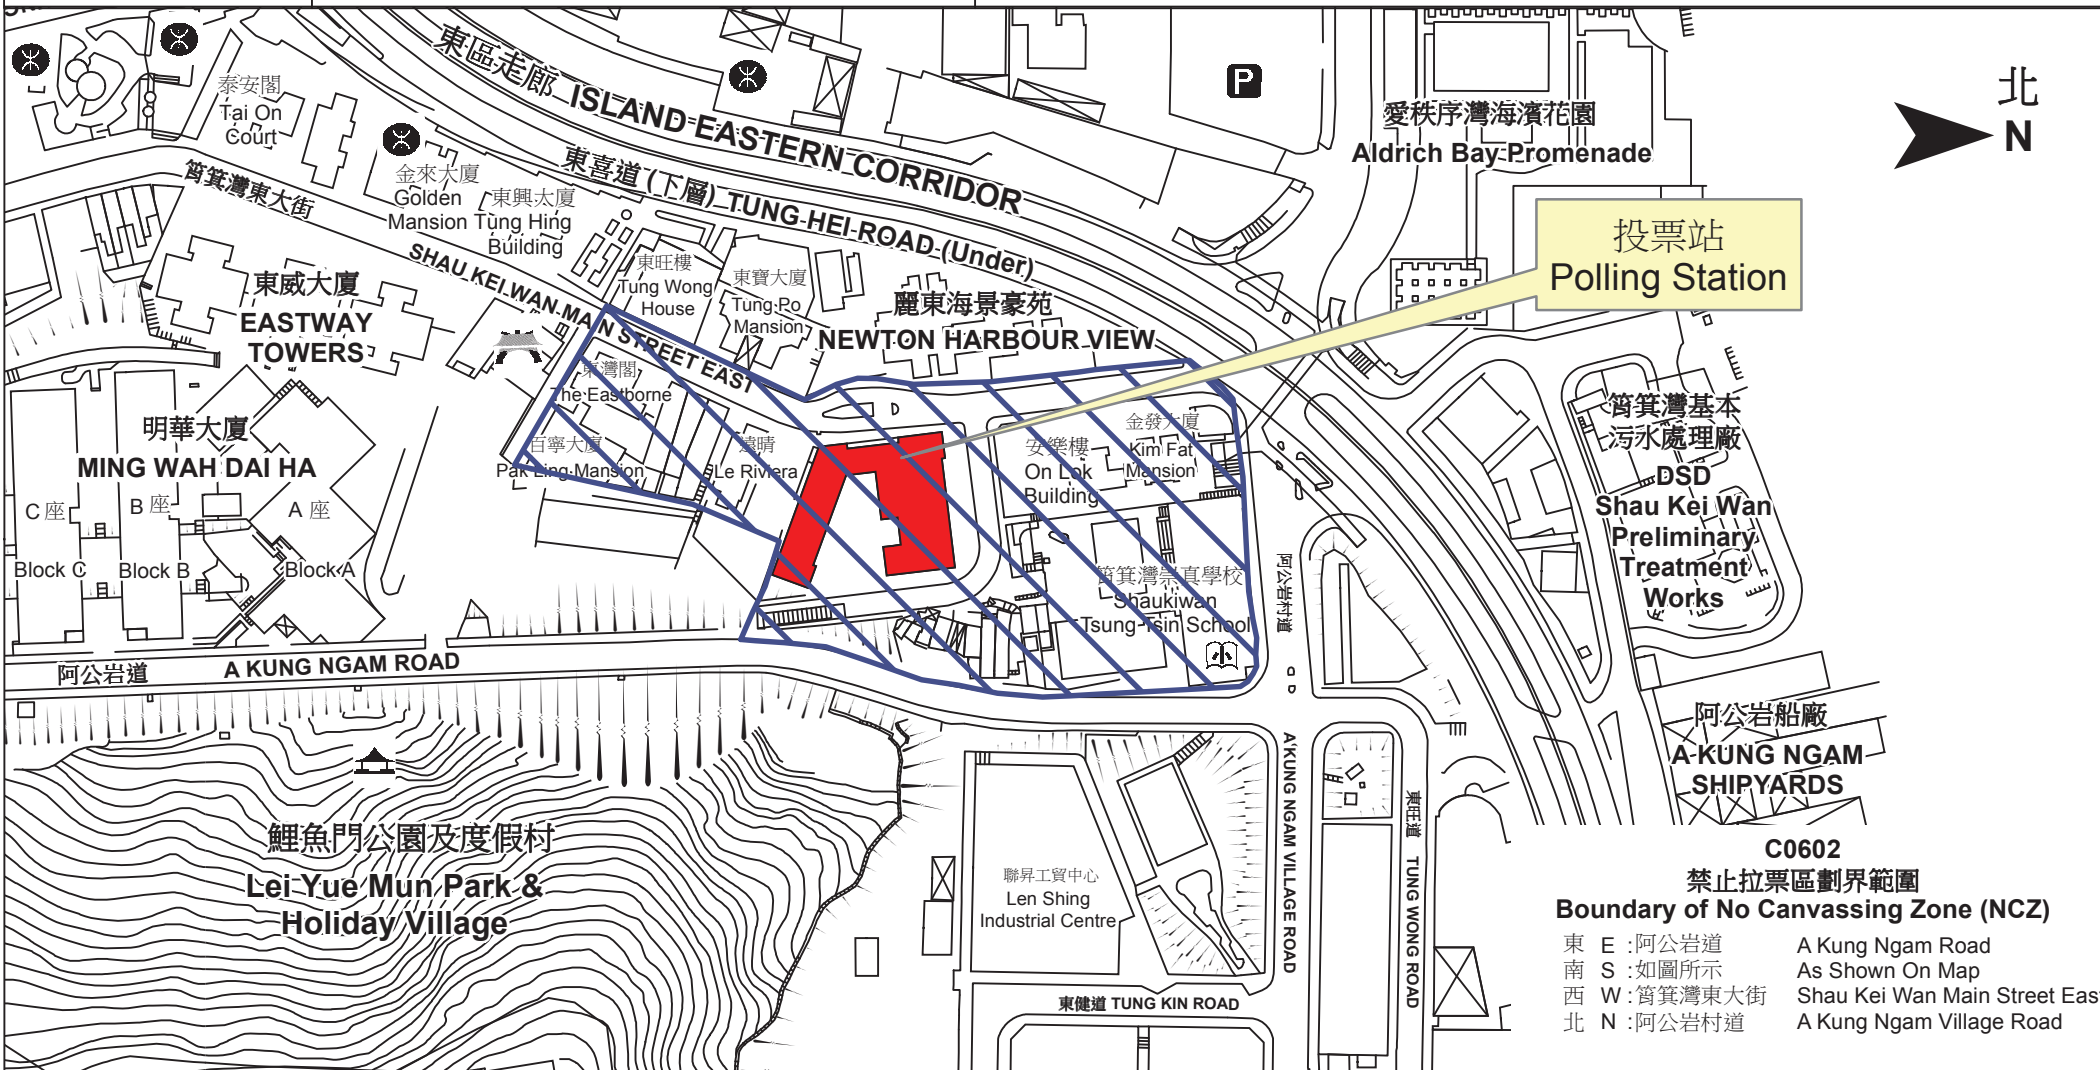 東區走廊 ISLAND EASTERN CORRIDOR
泰安閣
Tai On
Court
P
愛秩序灣海濱花園
Aldrich Bay Promenade
北
N
筲箕灣東大街
SHAU KEI WAN MAIN STREET EAST
金來大廈
Golden
Mansion
東興大廈
Tung Hing
Building
東喜道 (下層) TUNG HEI ROAD (Under)
投票站
Polling Station
東旺樓
Tung Wong
House
東寶大廈
Tung Po
Mansion
麗東海景豪苑
NEWTON HARBOUR VIEW
東威大廈
EASTWAY
TOWERS
東灣閣
The Eastborne
百寧大廈
Pak Ling Mansion
遠晴
Le Riviera
安樂樓
On Lok
Building
金發大廈
Kim Fat
Mansion
筲箕灣基本
污水處理廠
DSD
Shau Kei Wan
Preliminary
Treatment
Works
明華大廈
MING WAH DAI HA
C 座
Block C
B 座
Block B
A 座
Block A
筲箕灣崇真學校
Shaukiwan
Tsung Tsin School
小
阿公岩村道
A KUNG NGAM VILLAGE ROAD
阿公岩道
A KUNG NGAM ROAD
阿公岩船廠
A KUNG NGAM
SHIPYARDS
鯉魚門公園及度假村
Lei Yue Mun Park &
Holiday Village
聯昇工貿中心
Len Shing
Industrial Centre
東旺道 TUNG WONG ROAD
東健道 TUNG KIN ROAD
C0602
禁止拉票區劃界範圍
Boundary of No Canvassing Zone (NCZ)
東 E :阿公岩道 A Kung Ngam Road
南 S :如圖所示 As Shown On Map
西 W :筲箕灣東大街 Shau Kei Wan Main Street East
北 N :阿公岩村道 A Kung Ngam Village Road